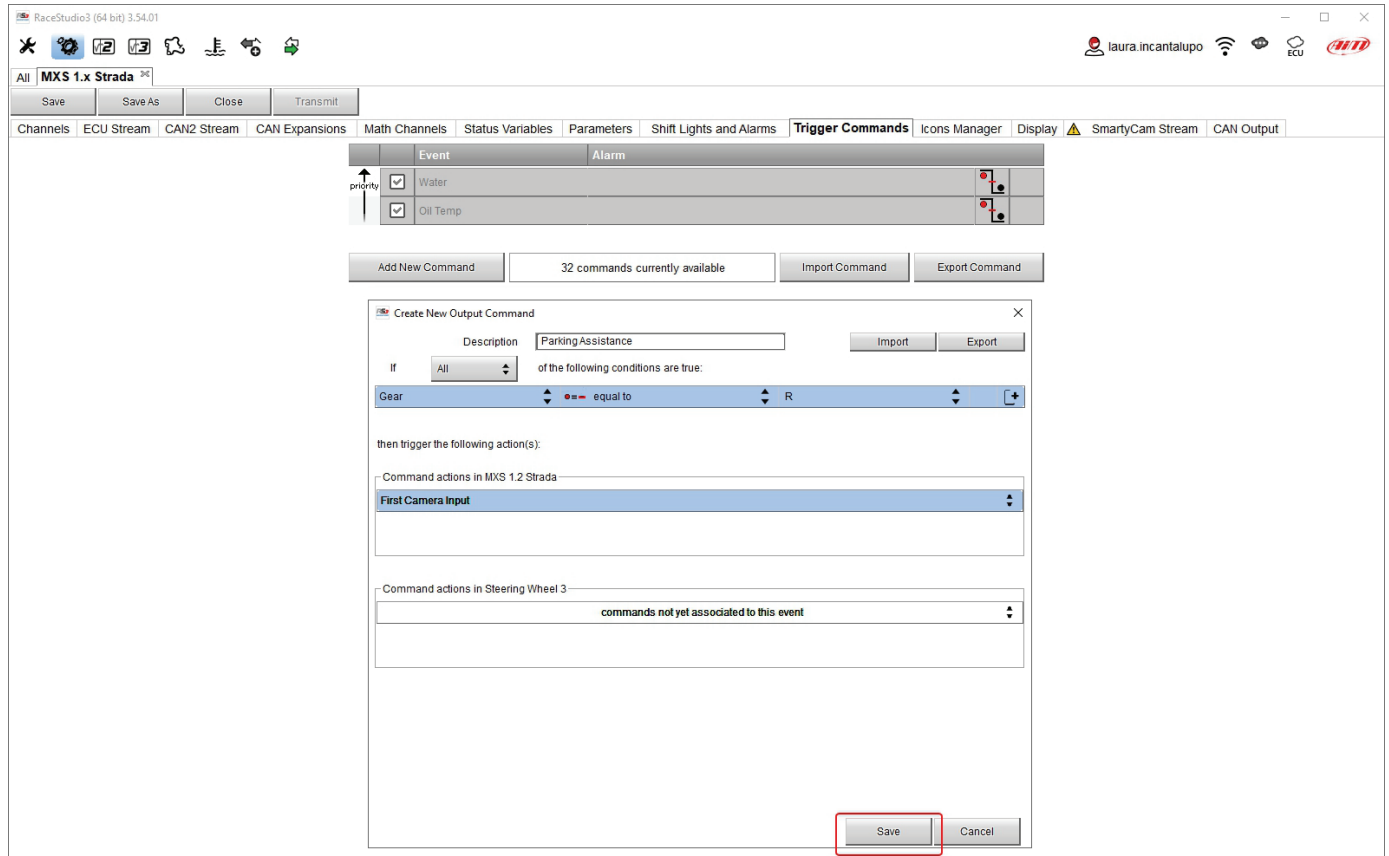 RS3 RaceStudio3 (64 bit) 3.54.01
laura.incantalupo ECU AiM
All MXS 1.x Strada
Save Save As Close Transmit
Channels ECU Stream CAN2 Stream CAN Expansions Math Channels Status Variables Parameters Shift Lights and Alarms Trigger Commands Icons Manager Display SmartyCam Stream CAN Output
Event Alarm
priority
Water
Oil Temp
Add New Command 32 commands currently available Import Command Export Command
RS3 Create New Output Command
Description Parking Assistance Import Export
If All of the following conditions are true:
Gear equal to R
then trigger the following action(s):
Command actions in MXS 1.2 Strada
First Camera Input
Command actions in Steering Wheel 3
commands not yet associated to this event
Save Cancel